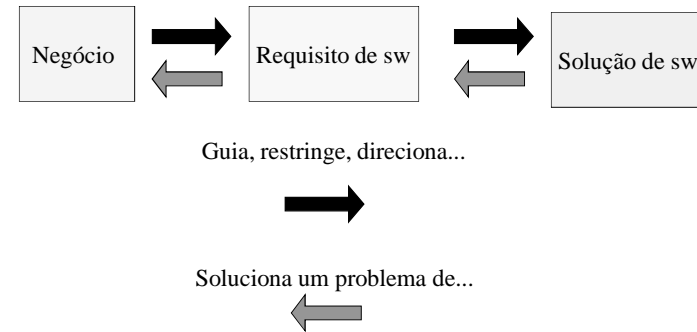 Negócio
Requisito de sw
Solução de sw
Guia, restringe, direciona...
Soluciona um problema de...